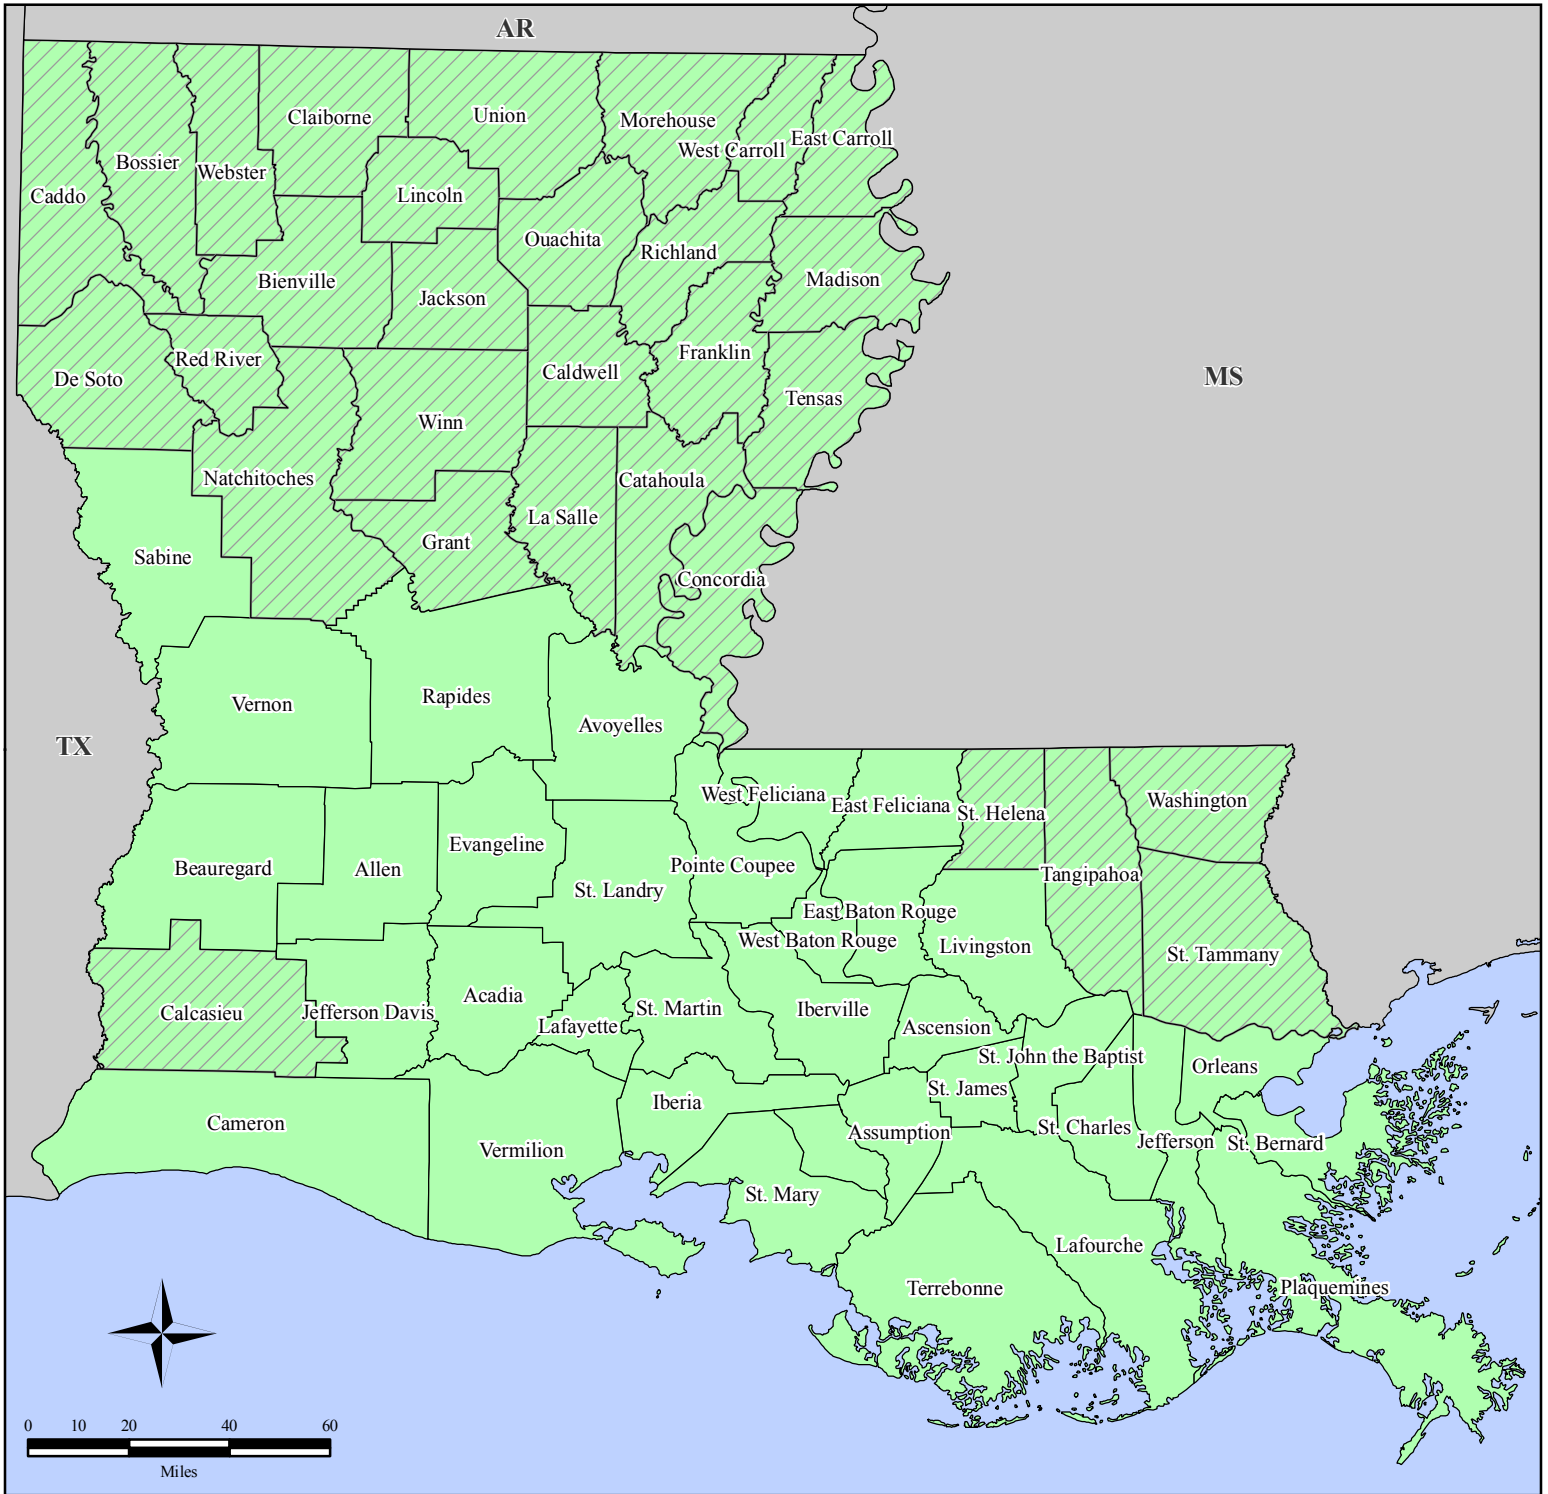 AR
Claiborne
Union
Morehouse
East Carroll
West Carroll
Bossier
Webster
Caddo
Lincoln
Ouachita
Richland
Bienville
Madison
Jackson
Red River
Franklin
Caldwell
De Soto
MS
Tensas
Winn
Natchitoches
Catahoula
La Salle
Grant
Sabine
Concordia
Rapides
Vernon
Avoyelles
TX
West Feliciana
East Feliciana
St. Helena
Washington
Evangeline
Beauregard
Allen
Pointe Coupee
Tangipahoa
St. Landry
East Baton Rouge
West Baton Rouge
Livingston
St. Tammany
Acadia
Calcasieu
Jefferson Davis
St. Martin
Iberville
Lafayette
Ascension
St. John the Baptist
Orleans
St. James
Iberia
Cameron
Assumption
St. Charles
Jefferson
St. Bernard
Vermilion
St. Mary
Lafourche
Terrebonne
Plaquemines
0 10 20 40 60
Miles